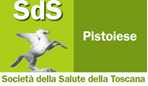 SdS
Pistoiese
Società della Salute della Toscana